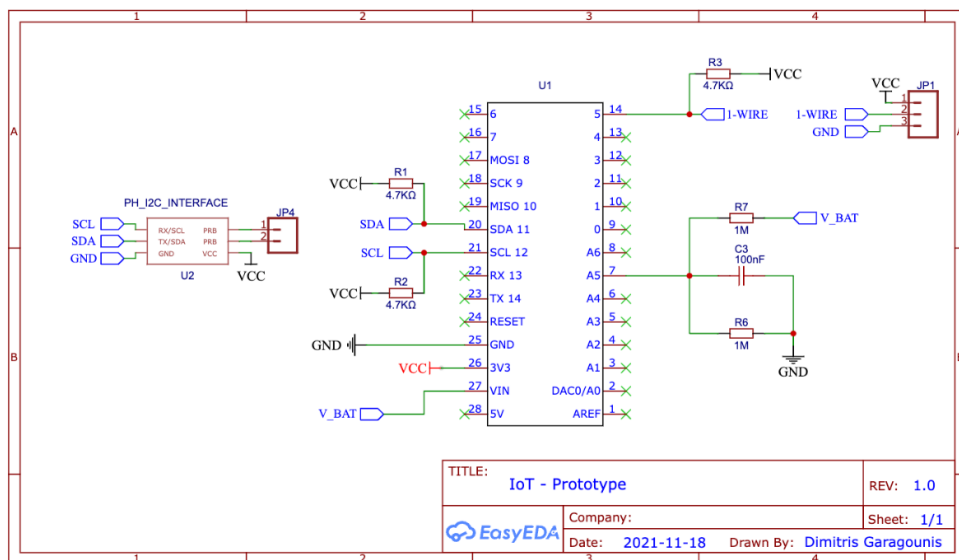 1 2 3 4
A
B
R3
4.7KΩ
VCC
U1
VCC
JP1
1-WIRE
1-WIRE
GND
1
2
3
15 6 5 14
16 7 4 13
17 MOSI 8 3 12
18 SCK 9 2 11
19 MISO 10 1 10
20 SDA 11 0 9
21 SCL 12 A6 8
22 RX 13 A5 7
23 TX 14 A4 6
24 RESET A3 5
25 GND A2 4
26 3V3 A1 3
27 VIN DAC0/A0 2
28 5V AREF 1
VCC
R1
4.7KΩ
SDA
SCL
VCC
R2
4.7KΩ
GND
VCC
V_BAT
PH_I2C_INTERFACE
JP4
SCL RX/SCL PRB 1
SDA TX/SDA PRB 2
GND GND VCC
U2
VCC
R7
1M
V_BAT
C3
100nF
R6
1M
GND
A
B
TITLE:
IoT - Prototype
REV: 1.0
EasyEDA
Company:
Sheet: 1/1
Date: 2021-11-18 Drawn By: Dimitris Garagounis
1 2 3 4